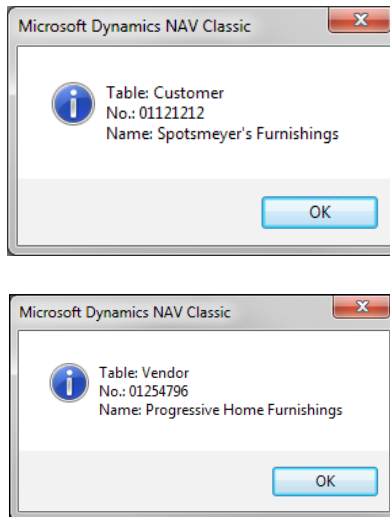 Microsoft Dynamics NAV Classic
Table: Customer
No.: 01121212
Name: Spotsmeyer's Furnishings
OK
Microsoft Dynamics NAV Classic
Table: Vendor
No.: 01254796
Name: Progressive Home Furnishings
OK